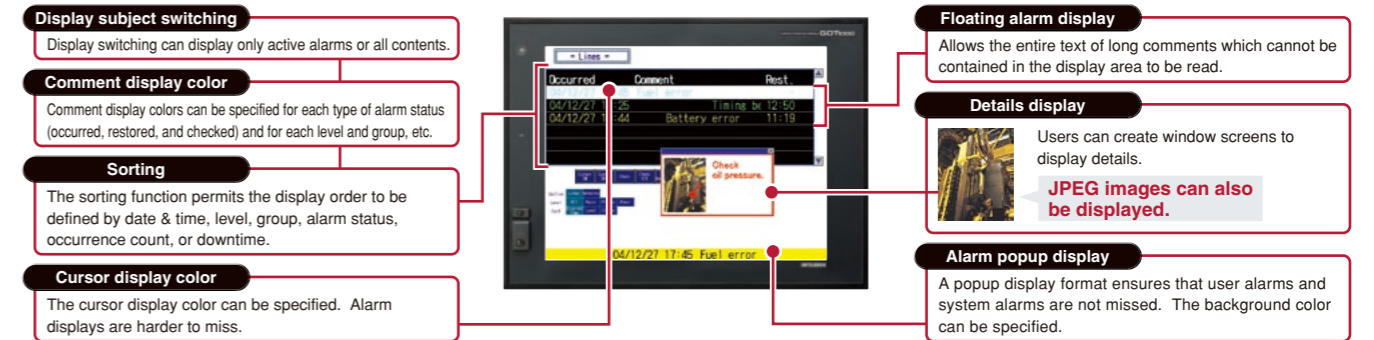 Display subject switching
Display switching can display only active alarms or all contents.
Comment display color
Comment display colors can be specified for each type of alarm status
(occurred, restored, and checked) and for each level and group, etc.
Sorting
The sorting function permits the display order to be
defined by date & time, level, group, alarm status,
occurrence count, or downtime.
Cursor display color
The cursor display color can be specified. Alarm
displays are harder to miss.
GOT1000
= Lines =
Occurred Comment Rest.
45 Fuel error
04/12/27 1 25 Timing be 12:50
04/12/27 1 44 Battery error 11:19
Check
oil pressure.
04/12/27 17:45 Fuel error
Floating alarm display
Allows the entire text of long comments which cannot be
contained in the display area to be read.
Details display
Users can create window screens to
display details.
JPEG images can also
be displayed.
Alarm popup display
A popup display format ensures that user alarms and
system alarms are not missed. The background color
can be specified.